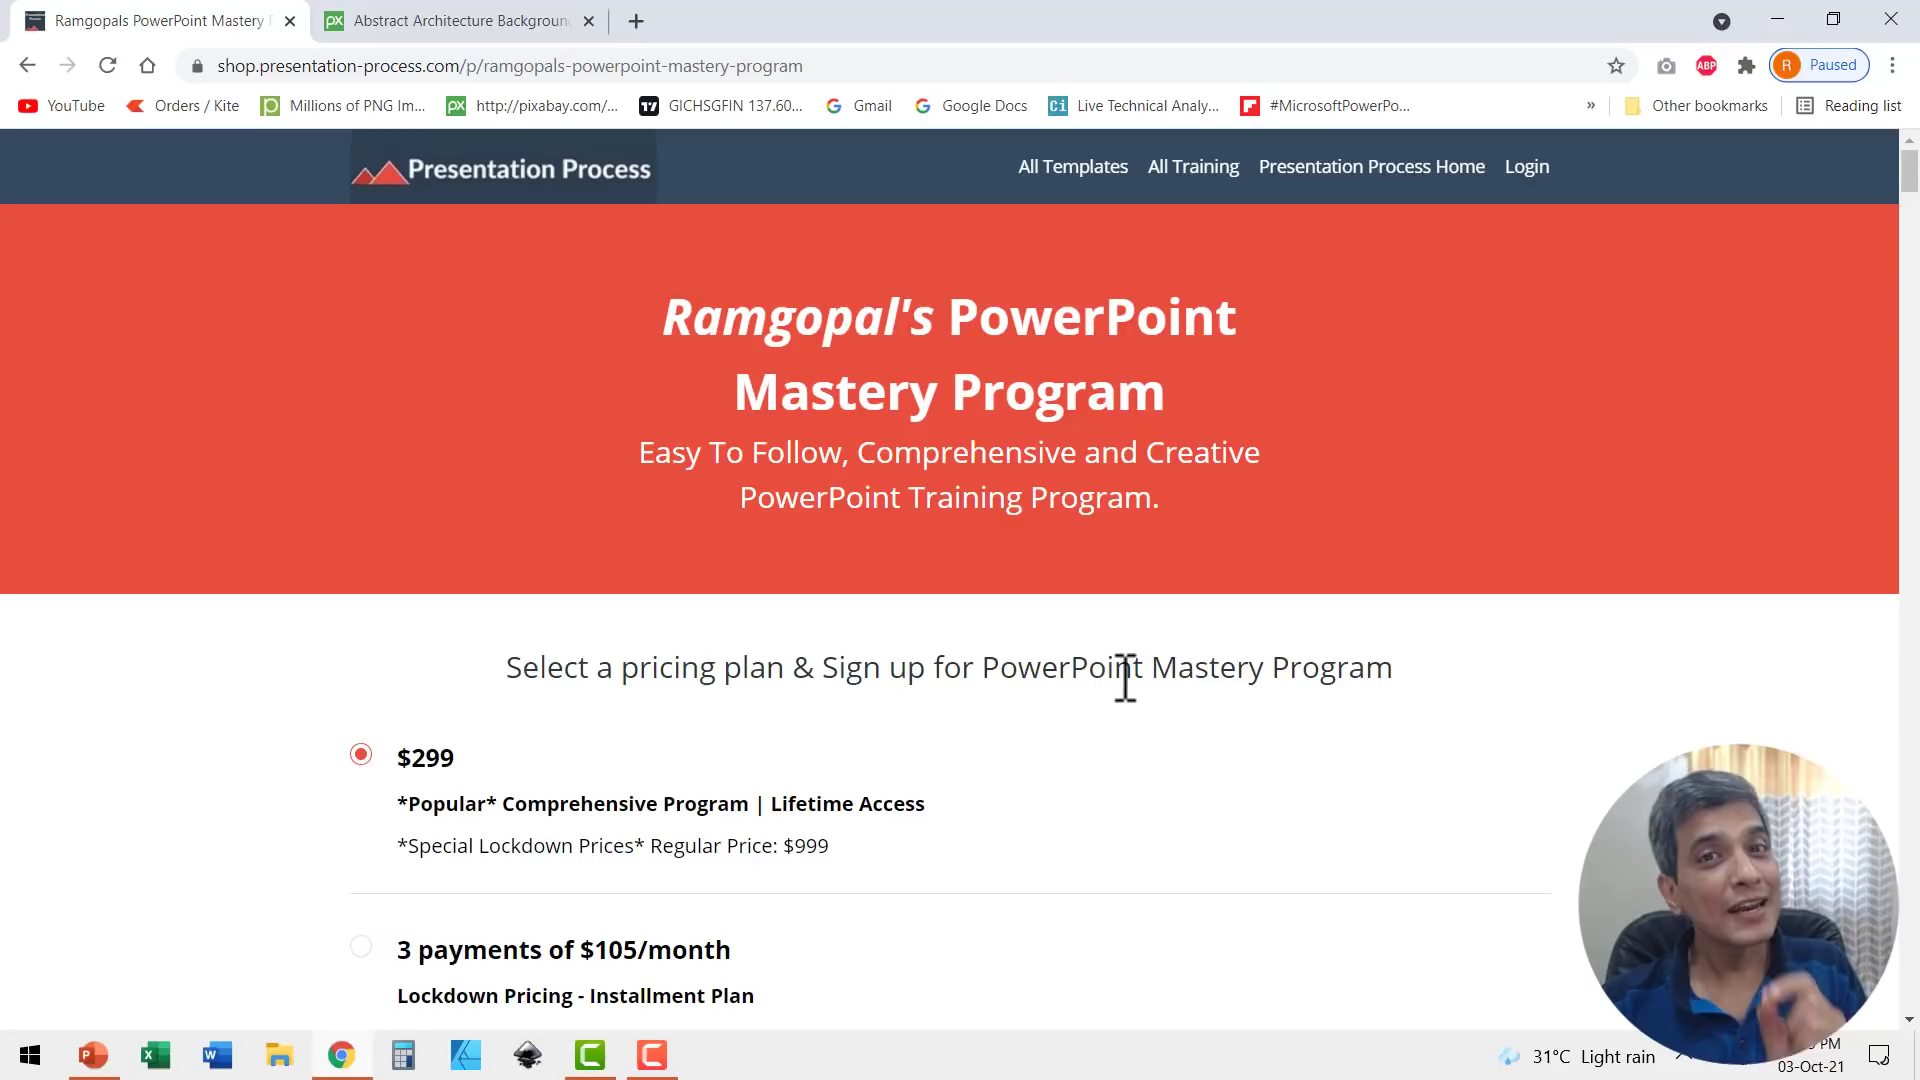 Ramgopals PowerPoint Mastery
Abstract Architecture Background
shop.presentation-process.com/p/ramgopals-powerpoint-mastery-program
ABP
R Paused
YouTube
Orders / Kite
Millions of PNG Im...
px http://pixabay.com/...
GICHSGFIN 137.60...
Gmail
Google Docs
Ci Live Technical Analy...
#MicrosoftPowerPo...
»
Other bookmarks
Reading list
Presentation Process
All Templates
All Training
Presentation Process Home
Login
Ramgopal's PowerPoint
Mastery Program
Easy To Follow, Comprehensive and Creative
PowerPoint Training Program.
Select a pricing plan & Sign up for PowerPoint Mastery Program
$299
*Popular* Comprehensive Program | Lifetime Access
*Special Lockdown Prices* Regular Price: $999
3 payments of $105/month
Lockdown Pricing - Installment Plan
31°C Light rain
PM
03-Oct-21